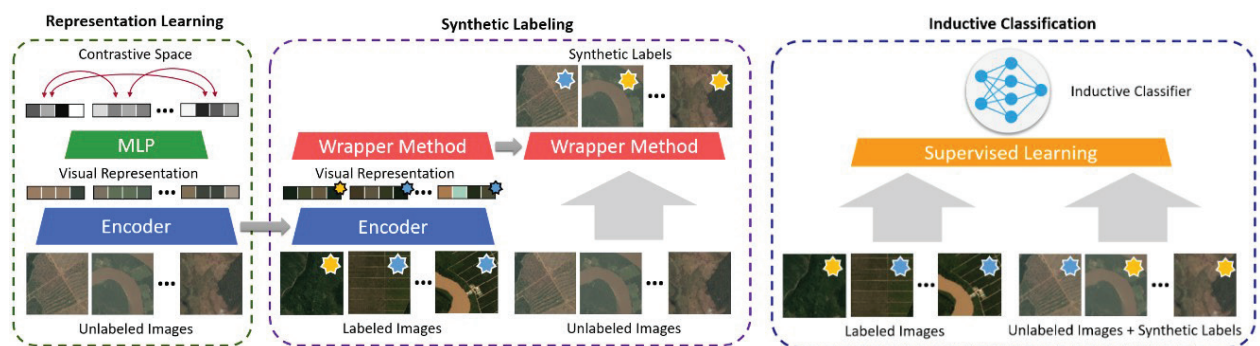 Representation Learning
Contrastive Space
MLP
Visual Representation
Encoder
Unlabeled Images
Synthetic Labeling
Synthetic Labels
Wrapper Method
Wrapper Method
Visual Representation
Encoder
Labeled Images
Unlabeled Images
Inductive Classification
Inductive Classifier
Supervised Learning
Labeled Images
Unlabeled Images + Synthetic Labels